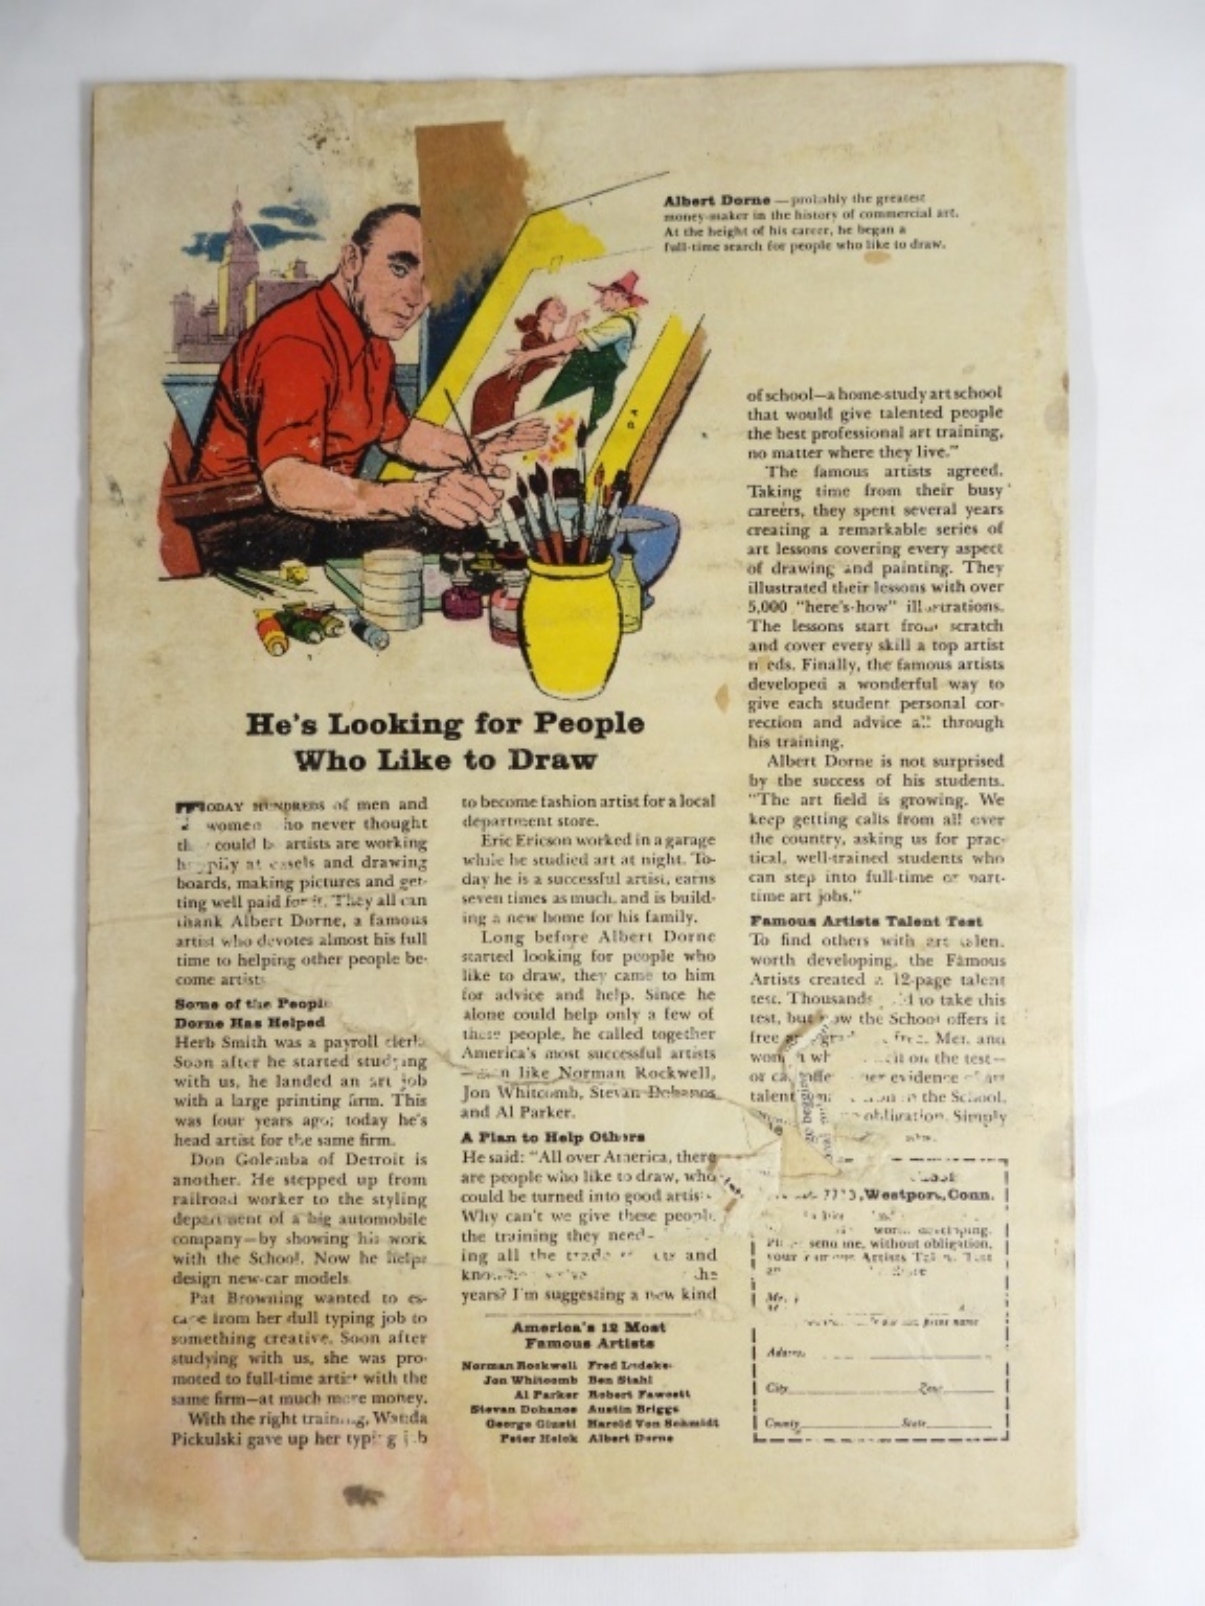 Albert Dorne — probably the greatest
money-maker in the history of commercial art.
At the height of his career, he began a
full-time search for people who like to draw.
He's Looking for People
Who Like to Draw
TODAY HUNDREDS of men and
women who never thought
could be artists are working
happily at easels and drawing
boards, making pictures and get-
ting well paid for it. They all can
thank Albert Dorne, a famous
artist who devotes almost his full
time to helping other people be-
come artists
Some of the People
Dorne Has Helped
Herb Smith was a payroll clerk
Soon after he started studying
with us, he landed an art job
with a large printing firm. This
was four years ago; today he's
head artist for the same firm.
Don Golemba of Detroit is
another. He stepped up from
railroad worker to the styling
department of a big automobile
company—by showing his work
with the School. Now he helps
design new-car models
Pat Browning wanted to es-
cape from her dull typing job to
something creative. Soon after
studying with us, she was pro-
moted to full-time artist with the
same firm—at much more money.
With the right training, Wanda
Pickulski gave up her typing job
to become fashion artist for a local
department store.
Eric Ericson worked in a garage
while he studied art at night. To-
day he is a successful artist, earns
seven times as much, and is build-
ing a new home for his family.
Long before Albert Dorne
started looking for people who
like to draw, they came to him
for advice and help. Since he
alone could help only a few of
these people, he called together
America's most successful artists
like Norman Rockwell,
Jon Whitcomb, Stevan Dohanos
and Al Parker.
A Plan to Help Others
He said: "All over America, there
are people who like to draw, who
could be turned into good artists
Why can't we give these people
the training they need—
ing all the trade and
the
years? I'm suggesting a new kind
America's 12 Most
Famous Artists
Norman Rockwell Fred Ludekens
Jon Whitcomb Ben Stahl
Al Parker Robert Fawcett
Stevan Dohanos Austin Briggs
George Giusti Harold Von Schmidt
Peter Helck Albert Dorne
of school—a home-study art school
that would give talented people
the best professional art training,
no matter where they live."
The famous artists agreed.
Taking time from their busy
careers, they spent several years
creating a remarkable series of
art lessons covering every aspect
of drawing and painting. They
illustrated their lessons with over
5,000 "here's-how" illustrations.
The lessons start from scratch
and cover every skill a top artist
needs. Finally, the famous artists
developed a wonderful way to
give each student personal cor-
rection and advice all through
his training.
Albert Dorne is not surprised
by the success of his students.
"The art field is growing. We
keep getting calls from all over
the country, asking us for prac-
tical, well-trained students who
can step into full-time or part-
time art jobs."
Famous Artists Talent Test
To find others with art talent
worth developing, the Famous
Artists created a 12-page talent
test. Thousands to take this
test, but now the School offers it
free Men and
on the test—
or evidence of art
talent the School.
obligation. Simply
Westport, Conn.
worth developing.
send me, without obligation,
your Artists Talent Test
print name
Address
City Zone
County State